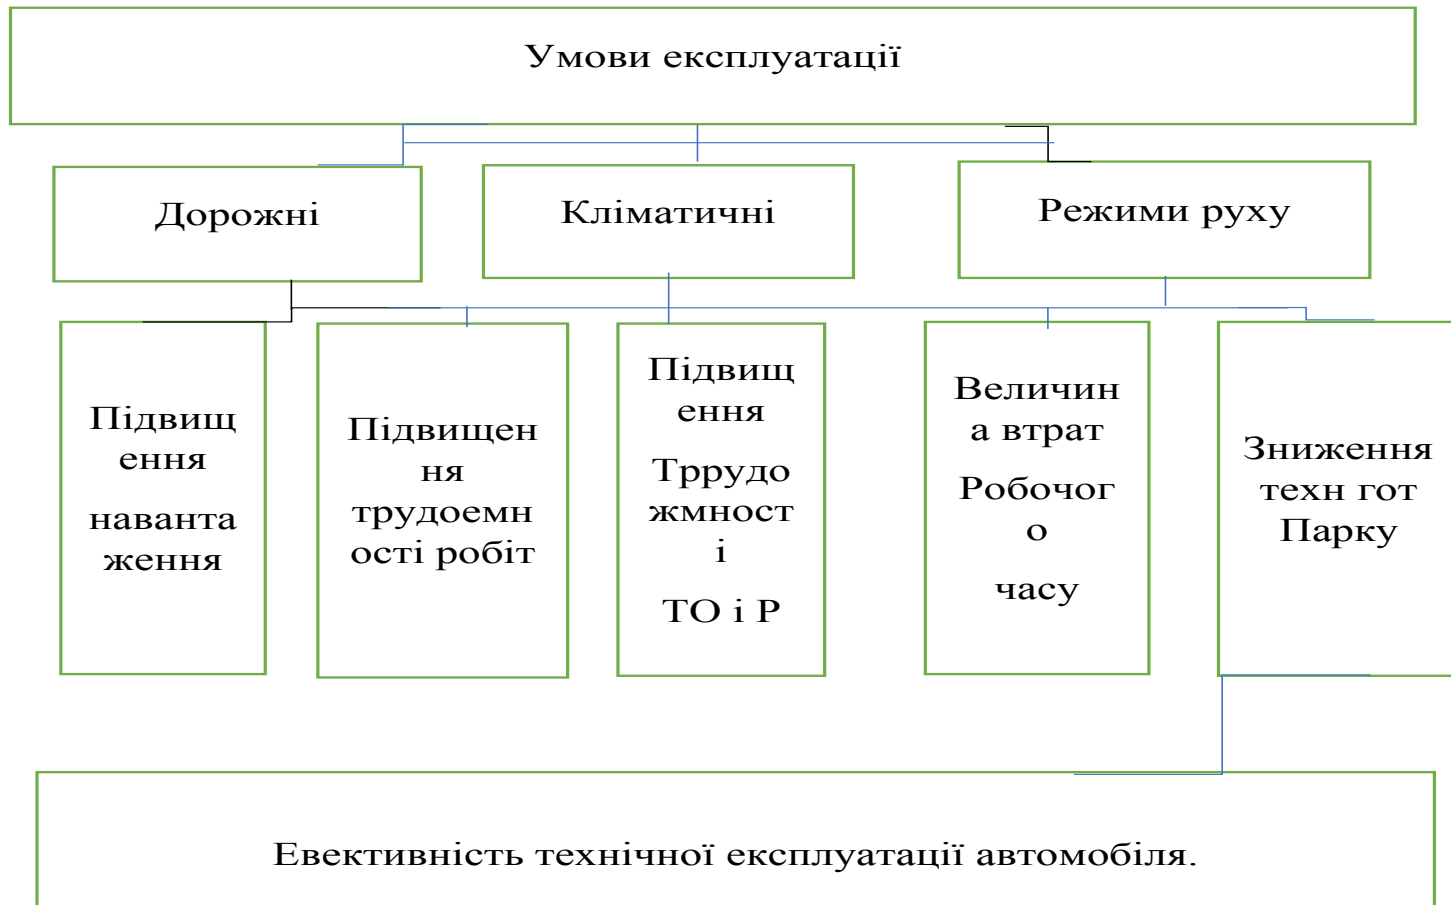 Умови експлуатації
Дорожні
Кліматичні
Режими руху
Підвищ
ення
наванта
ження
Підвищен
ня
трудоемн
ості робіт
Підвищ
ення
Тррудо
жмност
і
ТО і Р
Величин
а втрат
Робочог
о
часу
Зниження
техн гот
Парку
Евективність технічної експлуатації автомобіля.